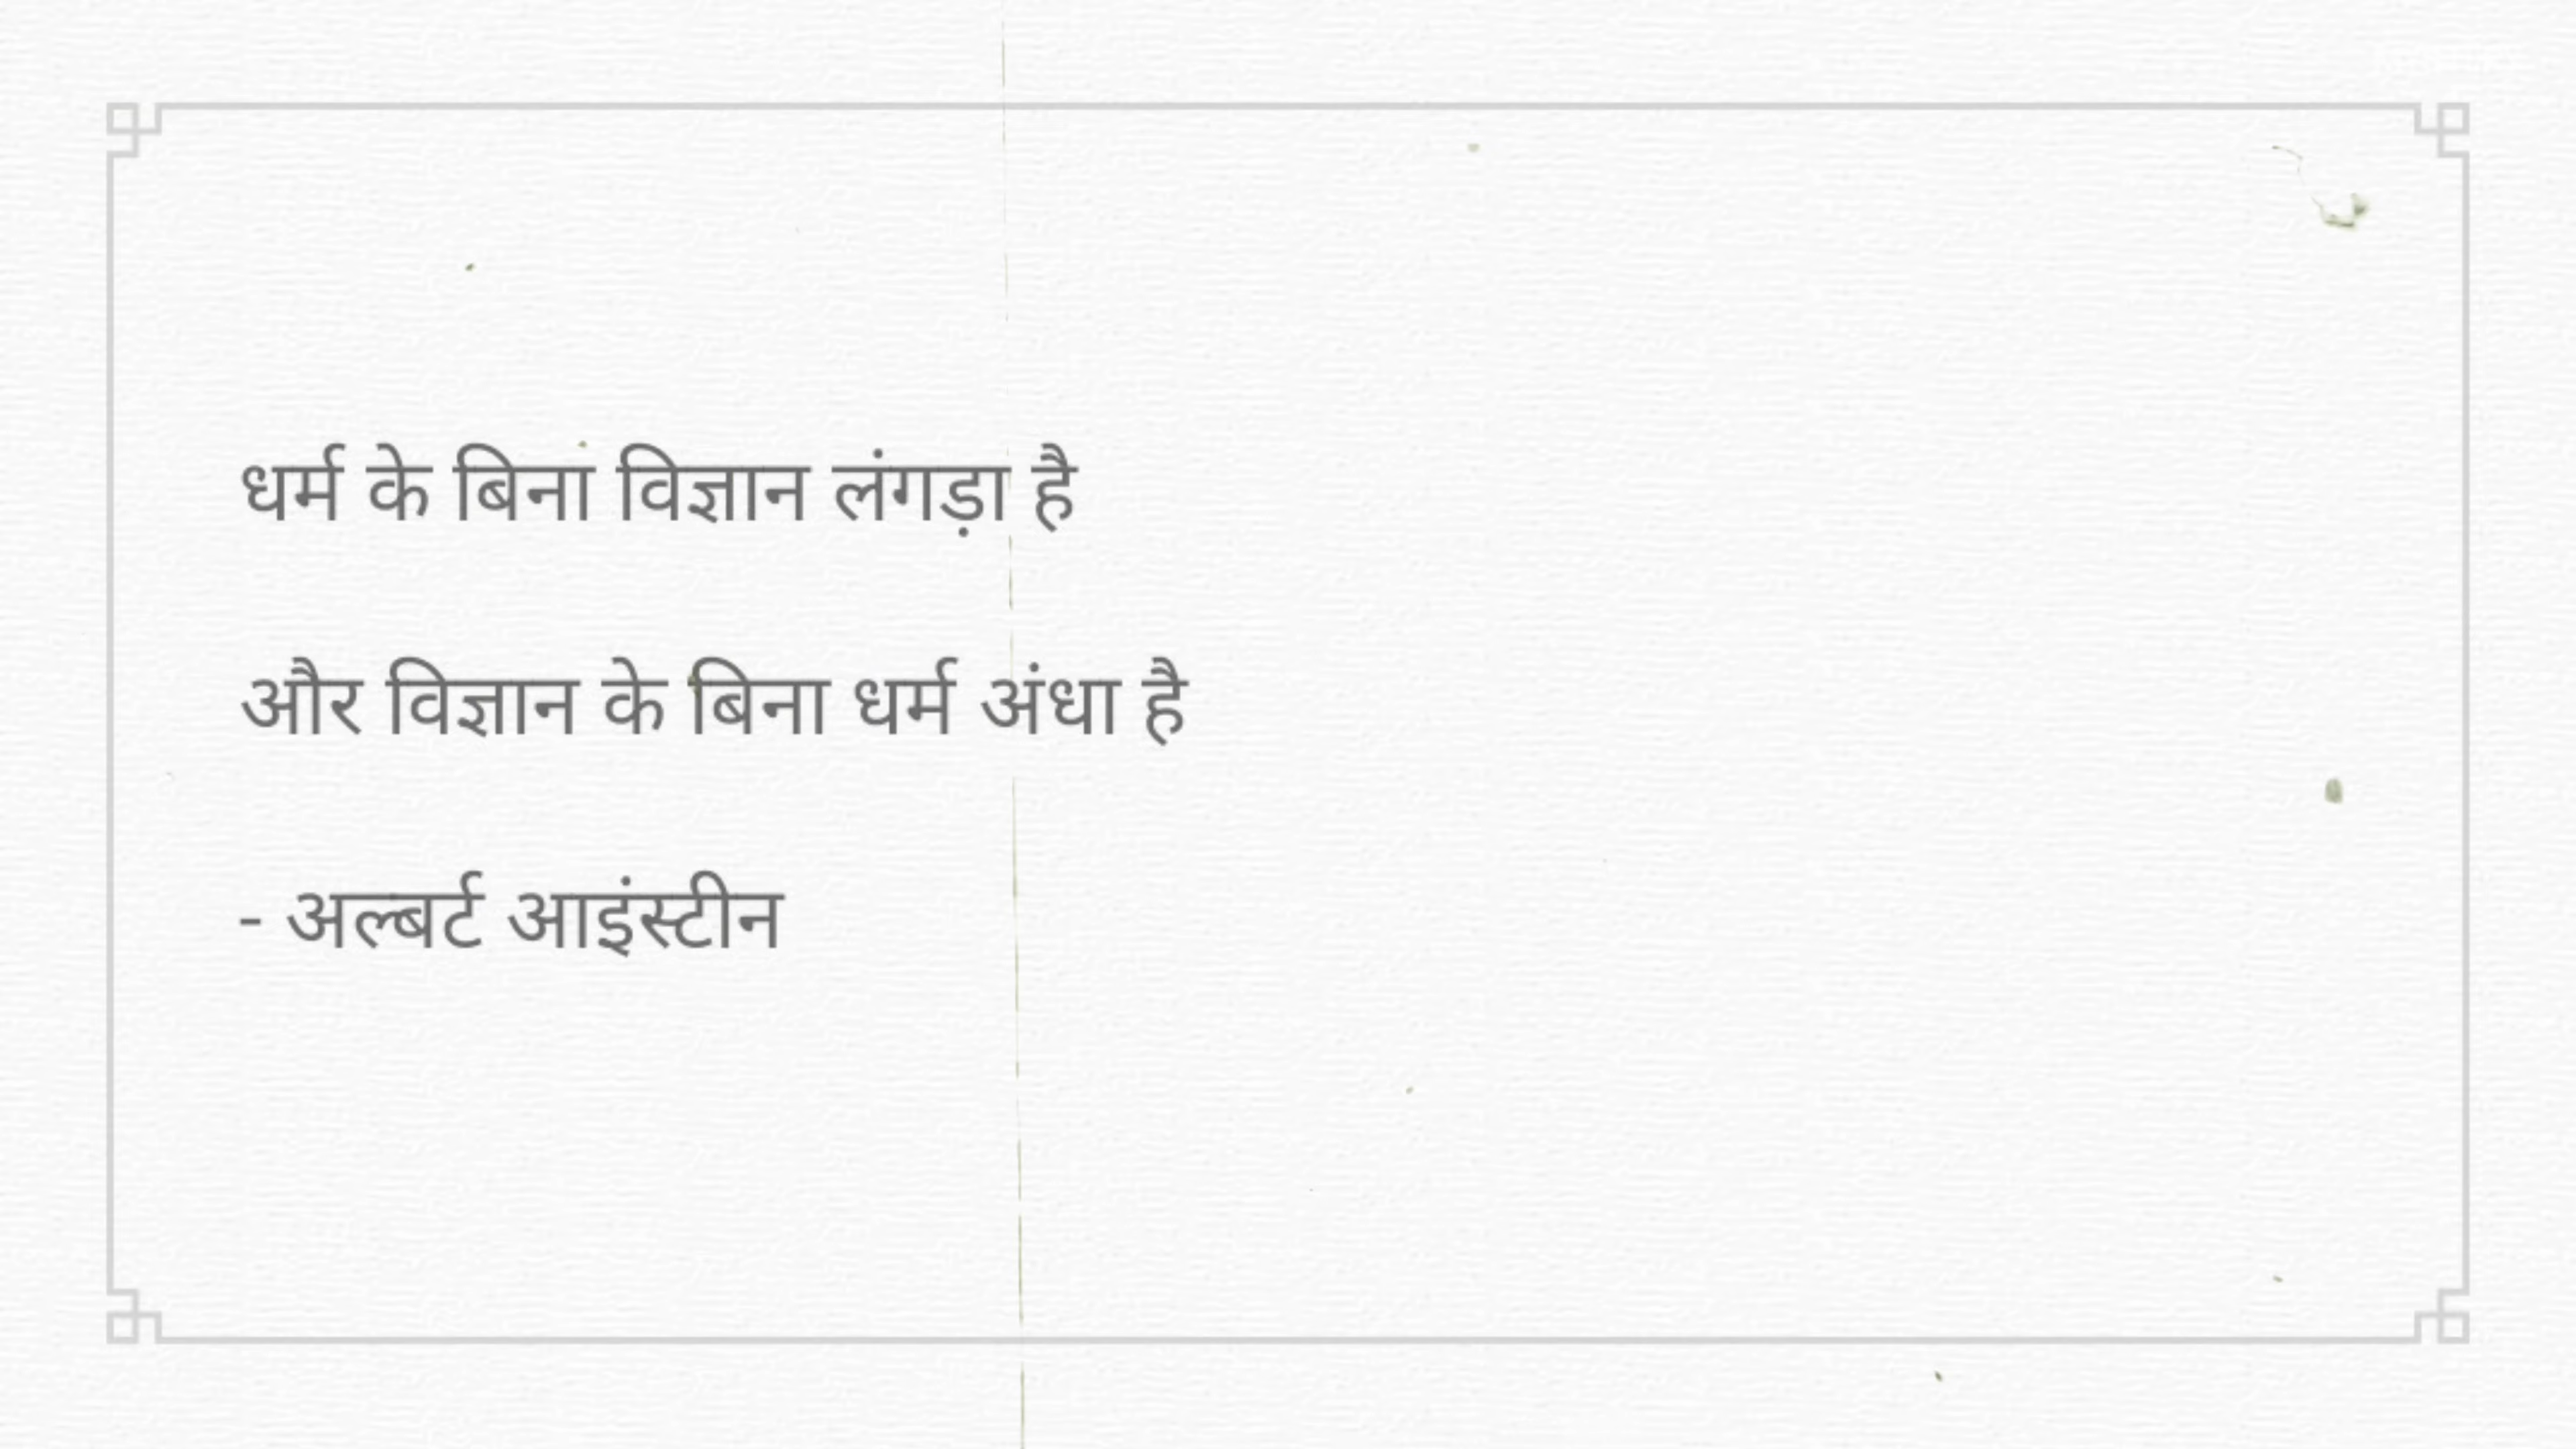 धर्म के बिना विज्ञान लंगड़ा है
और विज्ञान के बिना धर्म अंधा है
- अल्बर्ट आइंस्टीन